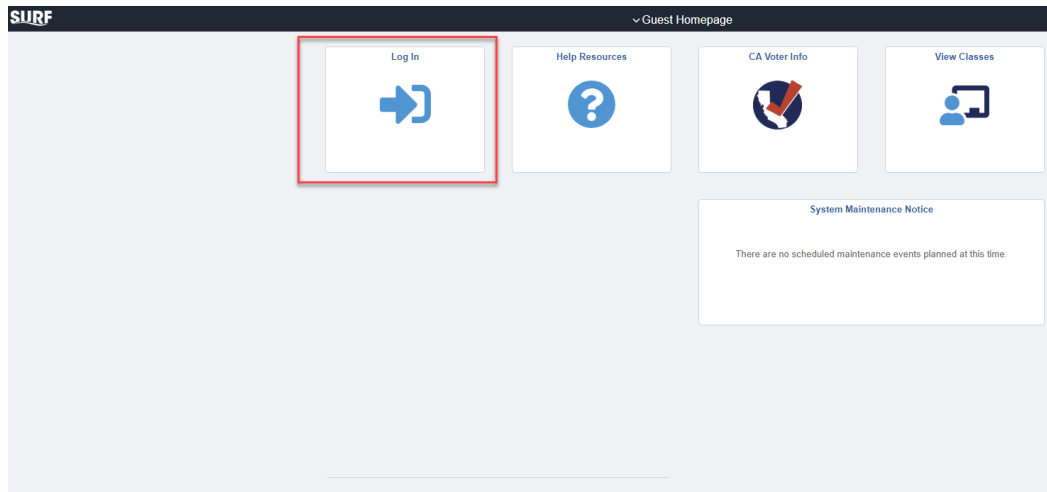 SURF
Guest Homepage
Log In
Help Resources
CA Voter Info
View Classes
System Maintenance Notice
There are no scheduled maintenance events planned at this time.